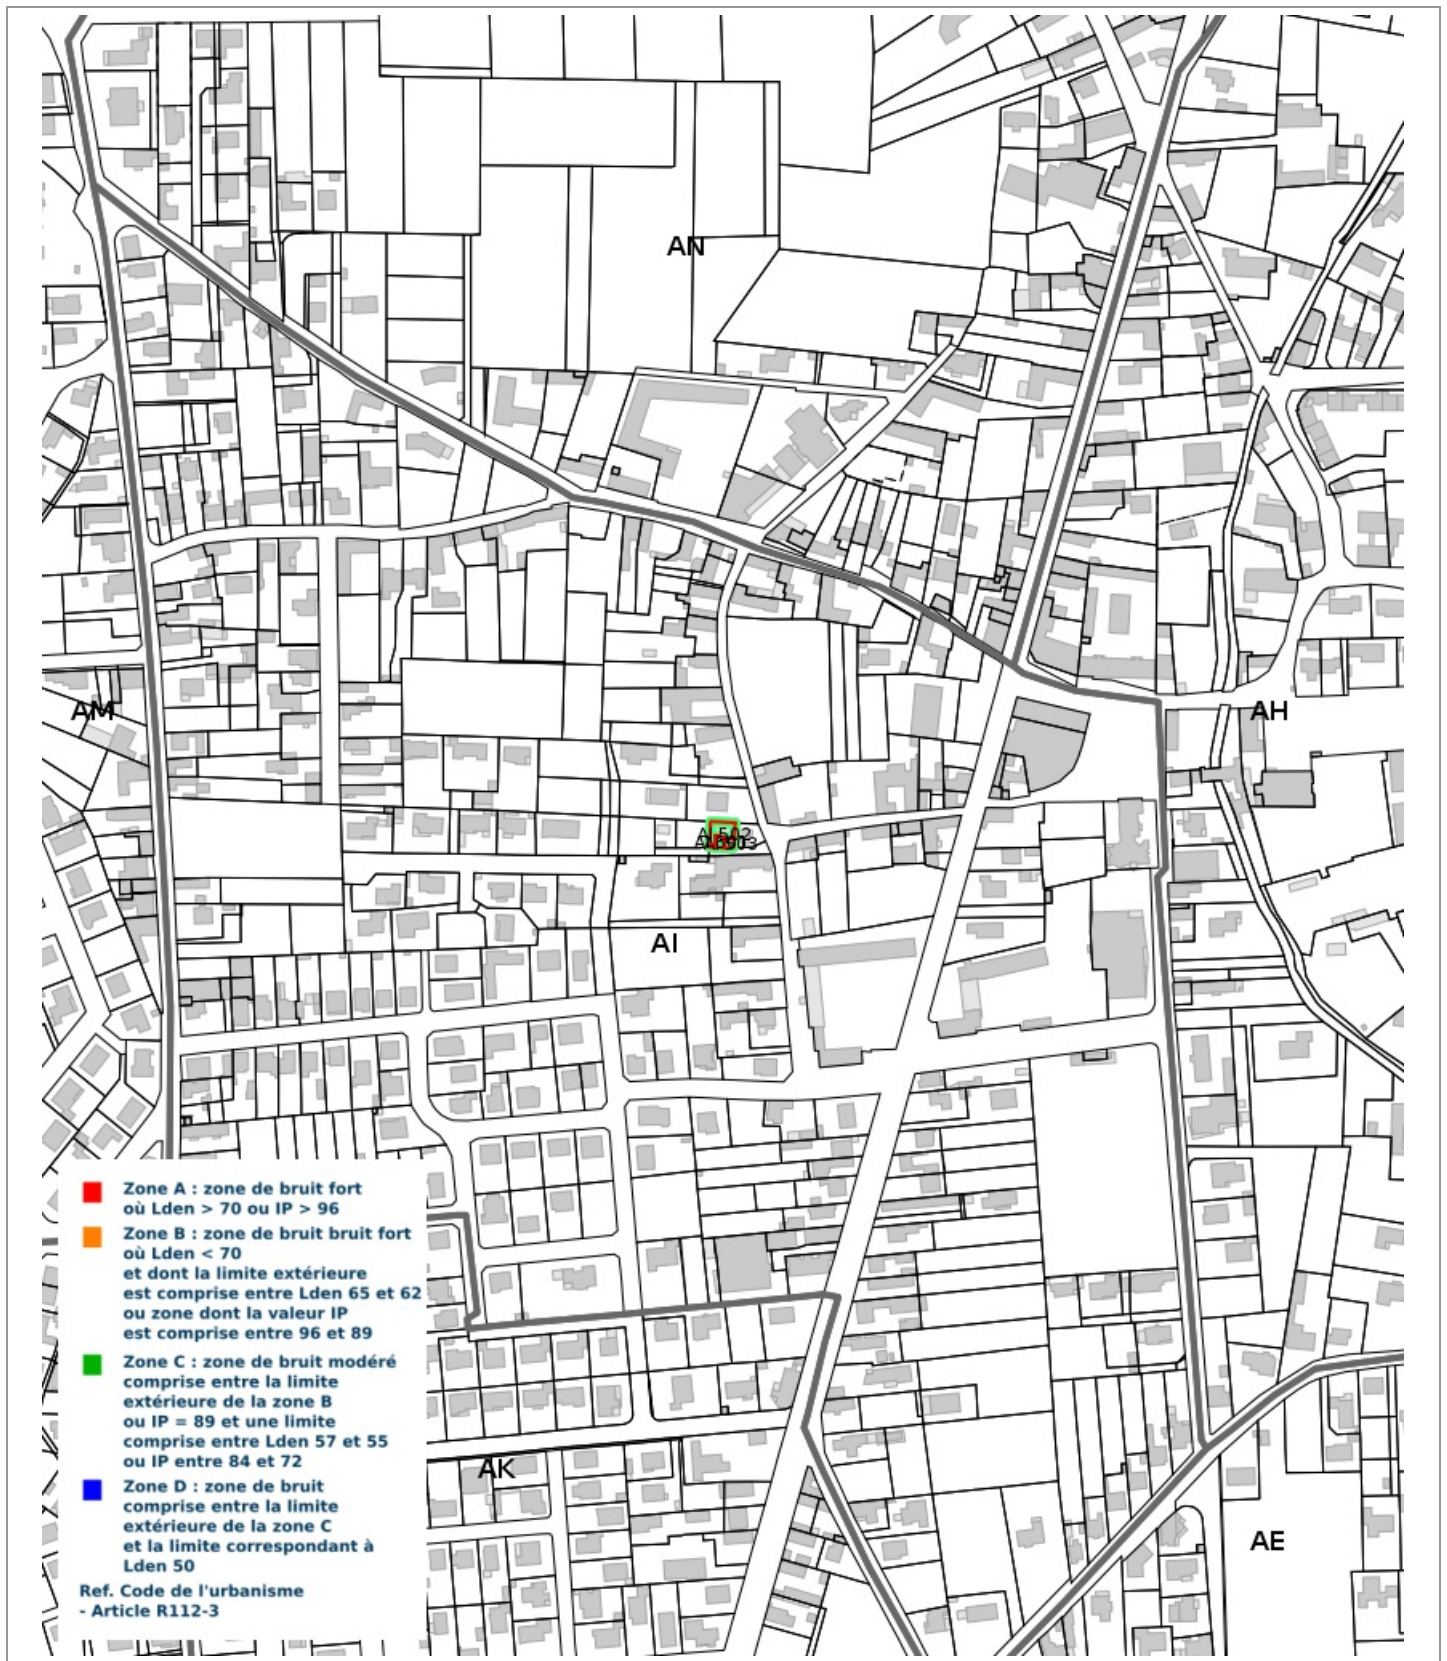 AN
AM
AH
AI 502
AI
AK
AE
Zone A : zone de bruit fort
où Lden > 70 ou IP > 96
Zone B : zone de bruit bruit fort
où Lden < 70
et dont la limite extérieure
est comprise entre Lden 65 et 62
ou zone dont la valeur IP
est comprise entre 96 et 89
Zone C : zone de bruit modéré
comprise entre la limite
extérieure de la zone B
ou IP = 89 et une limite
comprise entre Lden 57 et 55
ou IP entre 84 et 72
Zone D : zone de bruit
comprise entre la limite
extérieure de la zone C
et la limite correspondant à
Lden 50
Ref. Code de l'urbanisme
- Article R112-3